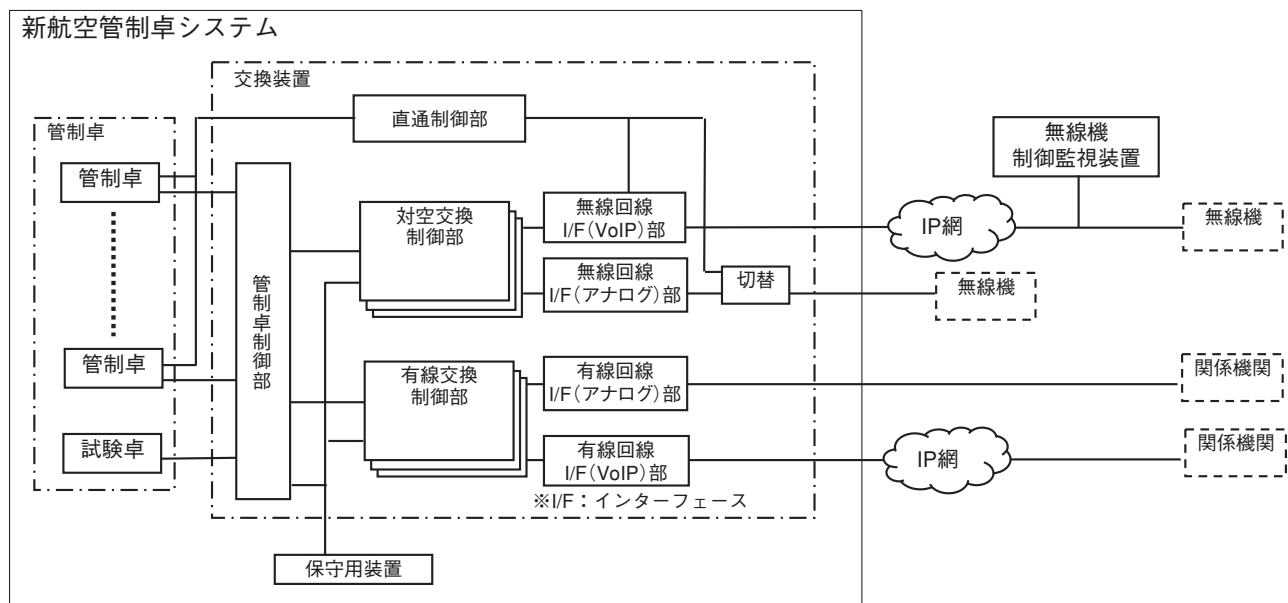 新航空管制卓システム
交換装置
管制卓
管制卓
管制卓
試験卓
管制卓制御部
直通制御部
対空交換
制御部
有線交換
制御部
無線回線
I/F(VoIP)部
無線回線
I/F(アナログ)部
切替
有線回線
I/F(アナログ)部
有線回線
I/F(VoIP)部
※I/F：インターフェース
保守用装置
無線機
制御監視装置
IP網
無線機
無線機
関係機関
IP網
関係機関